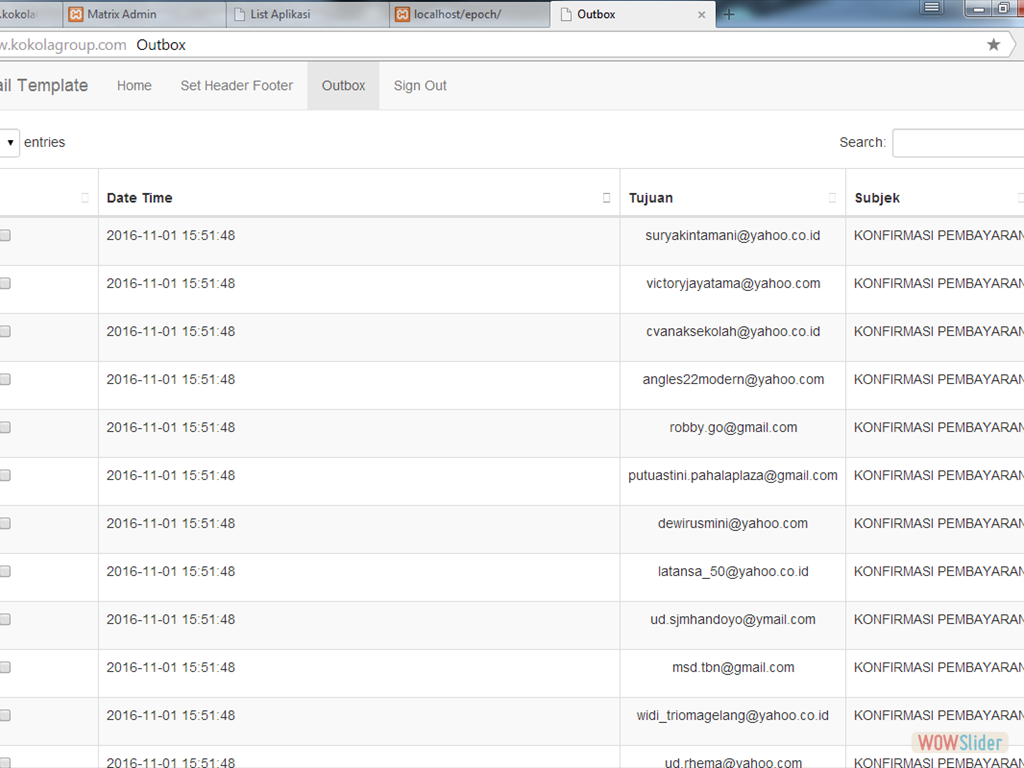 .kokola Matrix Admin List Aplikasi localhost/epoch/ Outbox
w.kokolagroup.com Outbox
ail Template Home Set Header Footer Outbox Sign Out
entries Search:
Date Time Tujuan Subjek
2016-11-01 15:51:48 suryakintamani@yahoo.co.id KONFIRMASI PEMBAYARAN
2016-11-01 15:51:48 victoryjayatama@yahoo.com KONFIRMASI PEMBAYARAN
2016-11-01 15:51:48 cvanaksekolah@yahoo.co.id KONFIRMASI PEMBAYARAN
2016-11-01 15:51:48 angles22modern@yahoo.com KONFIRMASI PEMBAYARAN
2016-11-01 15:51:48 robby.go@gmail.com KONFIRMASI PEMBAYARAN
2016-11-01 15:51:48 putuastini.pahalaplaza@gmail.com KONFIRMASI PEMBAYARAN
2016-11-01 15:51:48 dewirusmini@yahoo.com KONFIRMASI PEMBAYARAN
2016-11-01 15:51:48 latansa_50@yahoo.co.id KONFIRMASI PEMBAYARAN
2016-11-01 15:51:48 ud.sjmhandoyo@ymail.com KONFIRMASI PEMBAYARAN
2016-11-01 15:51:48 msd.tbn@gmail.com KONFIRMASI PEMBAYARAN
2016-11-01 15:51:48 widi_triomagelang@yahoo.co.id KONFIRMASI PEMBAYARAN
WOWSlider
2016-11-01 15:51:48 ud.rhema@yahoo.com KONFIRMASI PEMBAYARAN